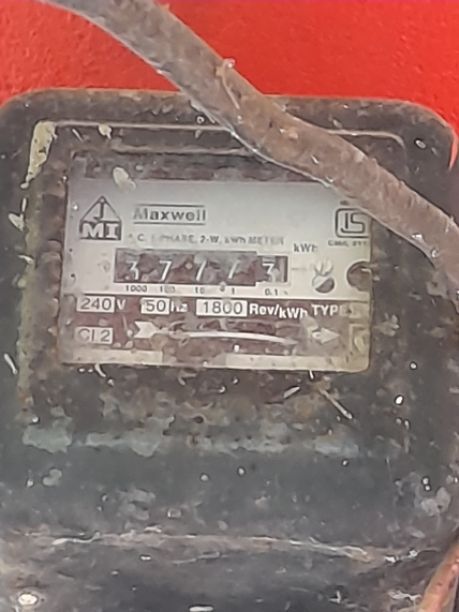 J
MI
Maxwell
A.C. 1-PHASE, 2-W, kWh METER
kWh
3 7 7 7 3
1000 100 10 1 0.1
240 V 50 Hz 1800 Rev/kWh TYPE
Cl 2